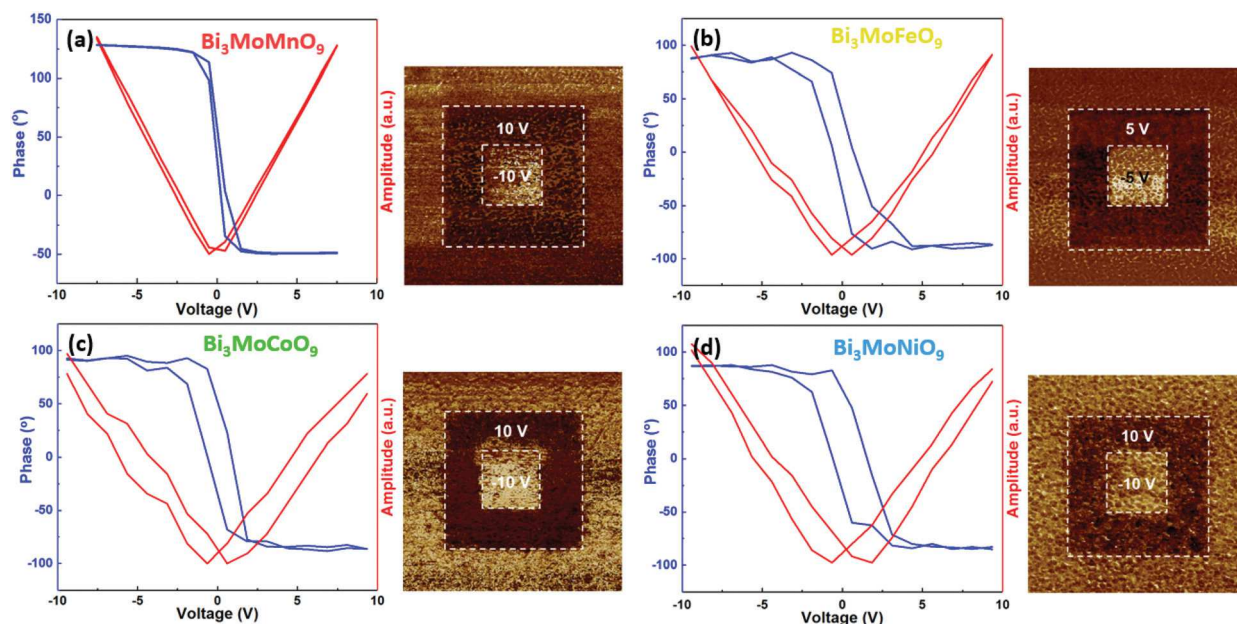 (a) Bi₃MoMnO₉
150
100
50
0
-50
-10 -5 0 5 10
Phase (°)
Voltage (V)
Amplitude (a.u.)
10 V
-10 V
(b) Bi₃MoFeO₉
100
50
0
-50
-100
-10 -5 0 5 10
Phase (°)
Voltage (V)
Amplitude (a.u.)
5 V
-5 V
(c) Bi₃MoCoO₉
100
50
0
-50
-100
-10 -5 0 5 10
Phase (°)
Voltage (V)
Amplitude (a.u.)
10 V
-10 V
(d) Bi₃MoNiO₉
100
50
0
-50
-100
-10 -5 0 5 10
Phase (°)
Voltage (V)
Amplitude (a.u.)
10 V
-10 V